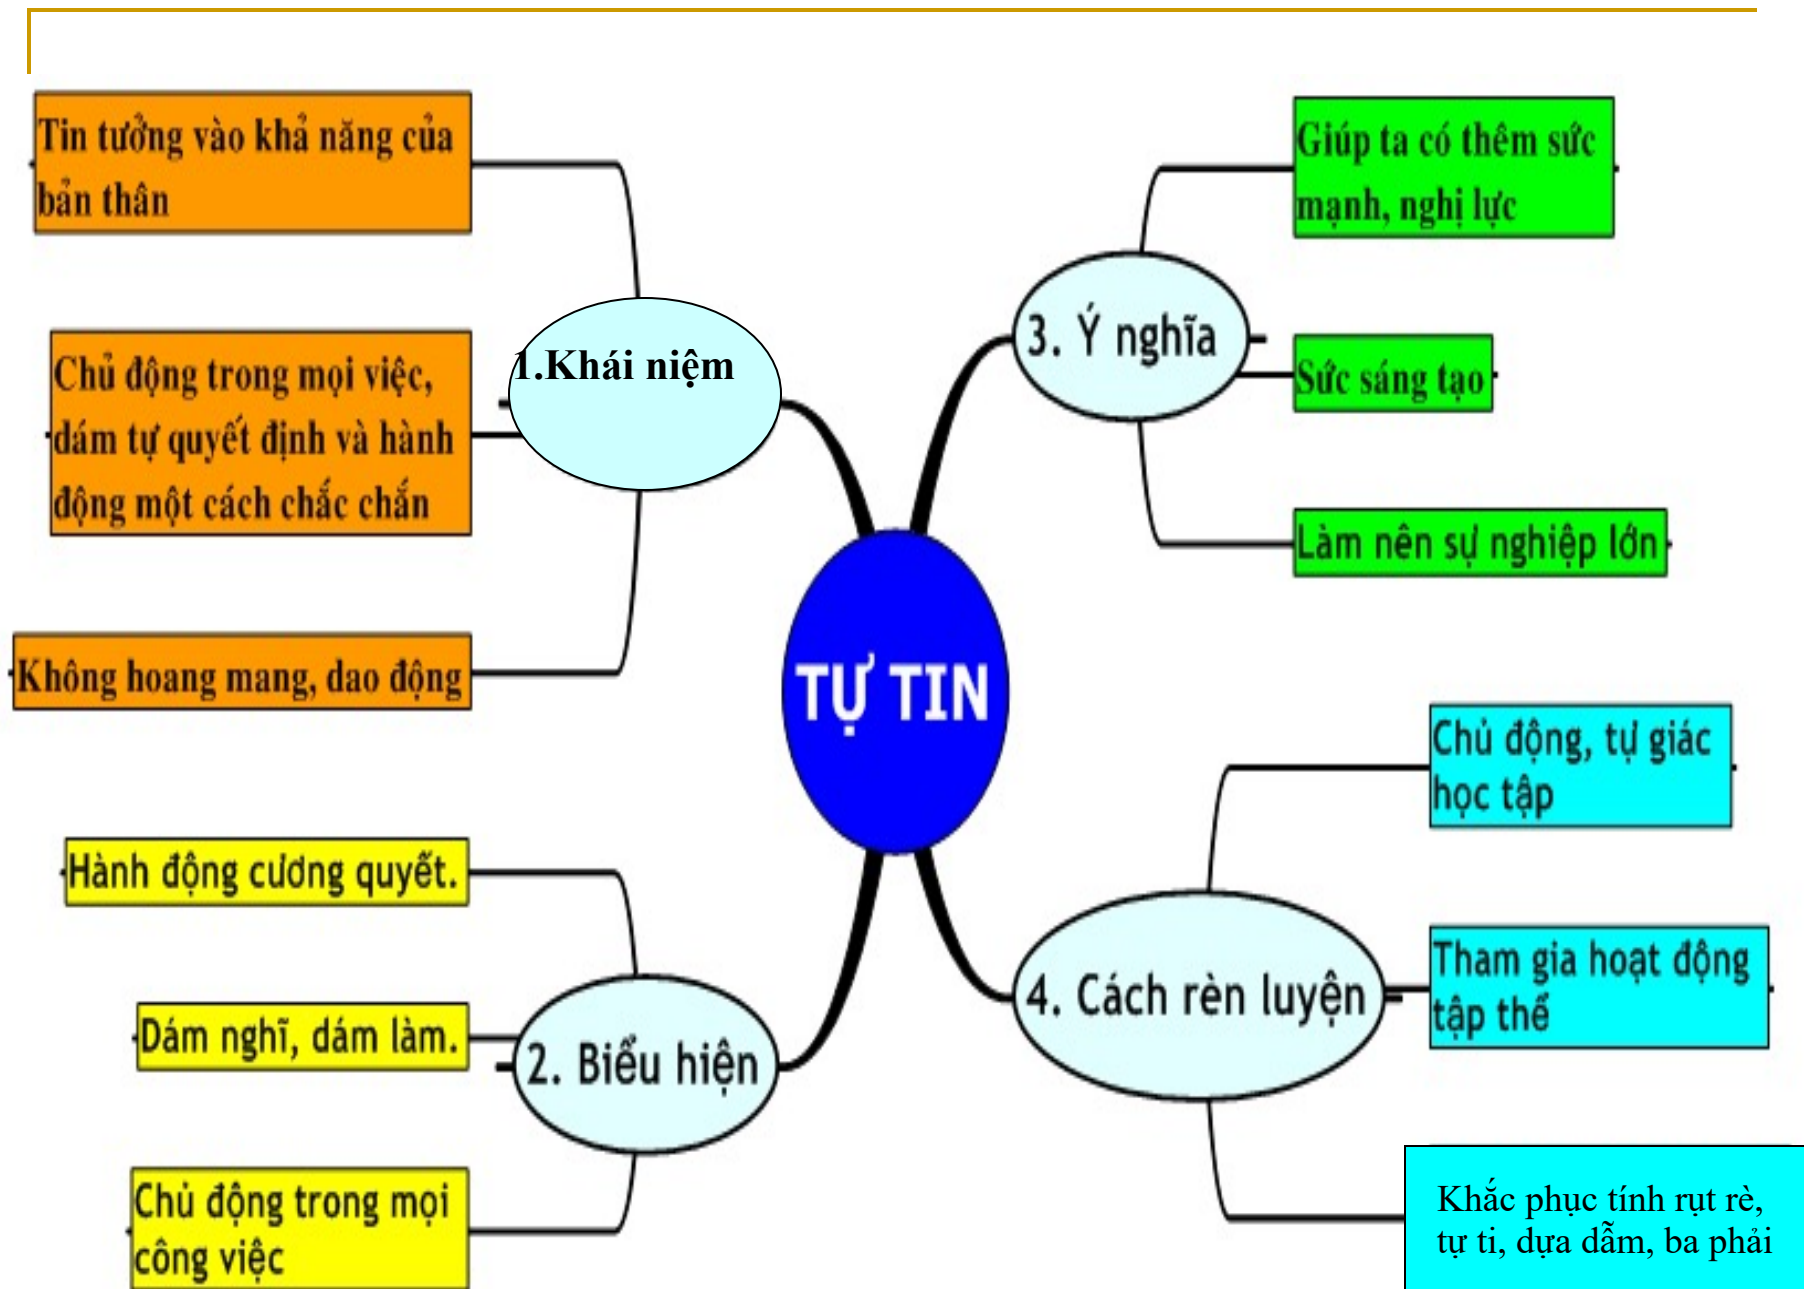 Tin tưởng vào khả năng của
bản thân
Chủ động trong mọi việc,
dám tự quyết định và hành
động một cách chắc chắn
Không hoang mang, dao động
1.Khái niệm
Hành động cương quyết.
Dám nghĩ, dám làm.
Chủ động trong mọi
công việc
2. Biểu hiện
TỰ TIN
3. Ý nghĩa
Giúp ta có thêm sức
mạnh, nghị lực
Sức sáng tạo
Làm nên sự nghiệp lớn
4. Cách rèn luyện
Chủ động, tự giác
học tập
Tham gia hoạt động
tập thể
Khắc phục tính rụt rè,
tự ti, dựa dẫm, ba phải